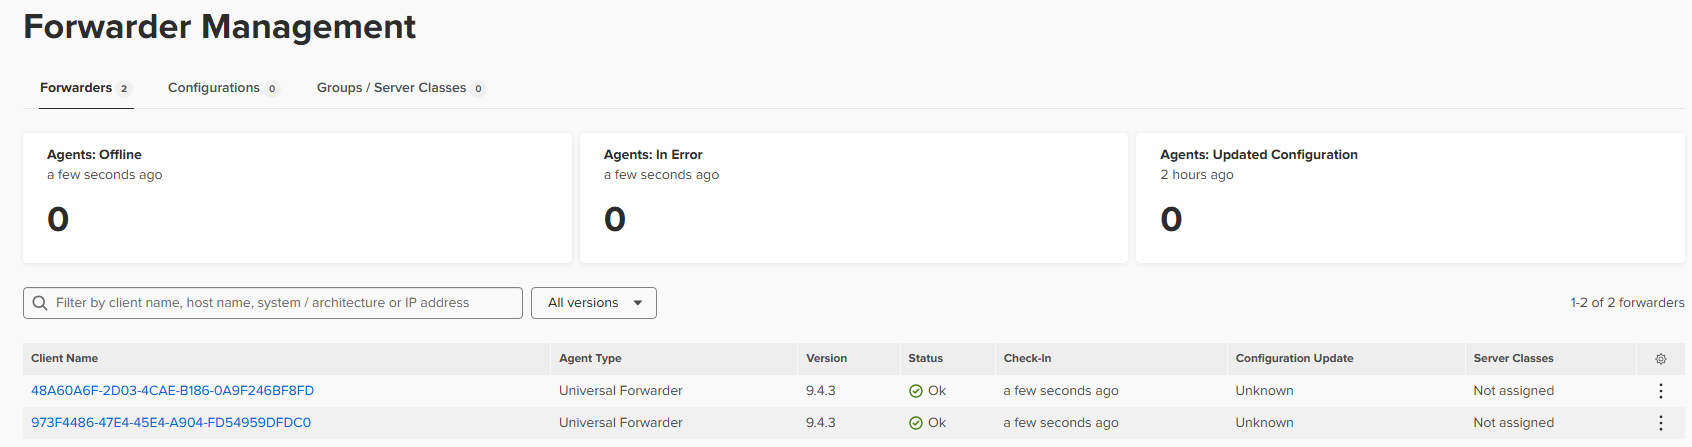 Forwarder Management
Forwarders 2 Configurations 0 Groups / Server Classes 0
Agents: Offline
a few seconds ago
0
Agents: In Error
a few seconds ago
0
Agents: Updated Configuration
2 hours ago
0
Filter by client name, host name, system / architecture or IP address All versions 1-2 of 2 forwarders
Client Name Agent Type Version Status Check-In Configuration Update Server Classes
48A60A6F-2D03-4CAE-B186-0A9F246BF8FD Universal Forwarder 9.4.3 Ok a few seconds ago Unknown Not assigned
973F4486-47E4-45E4-A904-FD54959DFDC0 Universal Forwarder 9.4.3 Ok a few seconds ago Unknown Not assigned